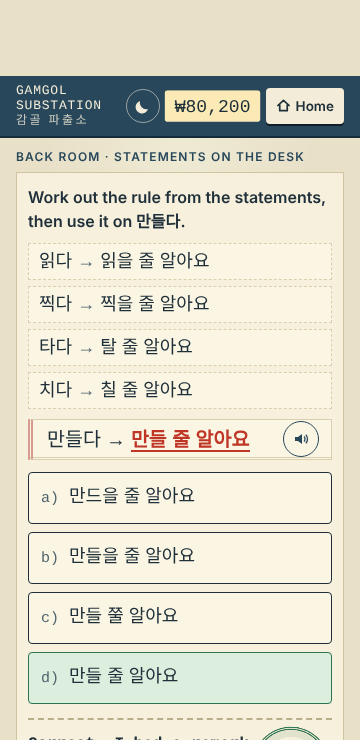 GAMGOL
SUBSTATION
감골 파출소
₩80,200
Home
BACK ROOM · STATEMENTS ON THE DESK
Work out the rule from the statements,
then use it on 만들다.
읽다 → 읽을 줄 알아요
찍다 → 찍을 줄 알아요
타다 → 탈 줄 알아요
치다 → 칠 줄 알아요
만들다 → 만들 줄 알아요
a) 만드을 줄 알아요
b) 만들을 줄 알아요
c) 만들 쭐 알아요
d) 만들 줄 알아요